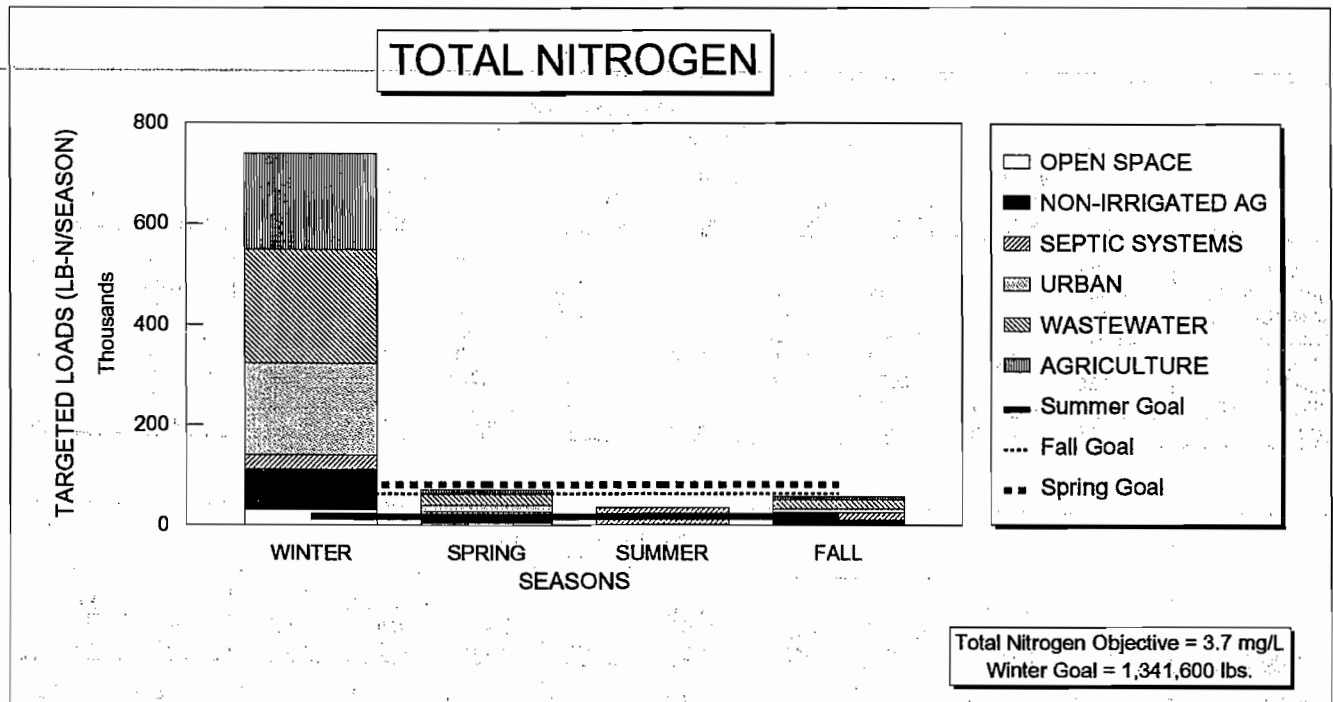 TOTAL NITROGEN
TARGETED LOADS (LB-N/SEASON)
Thousands
800
600
400
200
0
WINTER
SPRING
SUMMER
FALL
SEASONS
OPEN SPACE
NON-IRRIGATED AG
SEPTIC SYSTEMS
URBAN
WASTEWATER
AGRICULTURE
Summer Goal
Fall Goal
Spring Goal
Total Nitrogen Objective = 3.7 mg/L
Winter Goal = 1,341,600 lbs.